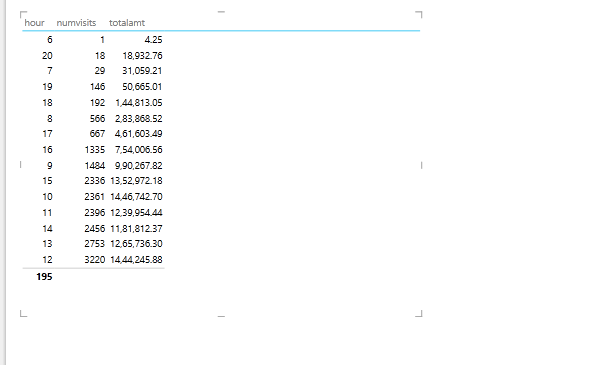 hour numvisits totalamt
6 1 4.25
20 18 18,932.76
7 29 31,059.21
19 146 50,665.01
18 192 1,44,813.05
8 566 2,83,868.52
17 667 4,61,603.49
16 1335 7,54,006.56
9 1484 9,90,267.82
15 2336 13,52,972.18
10 2361 14,46,742.70
11 2396 12,39,954.44
14 2456 11,81,812.37
13 2753 12,65,736.30
12 3220 14,44,245.88
195